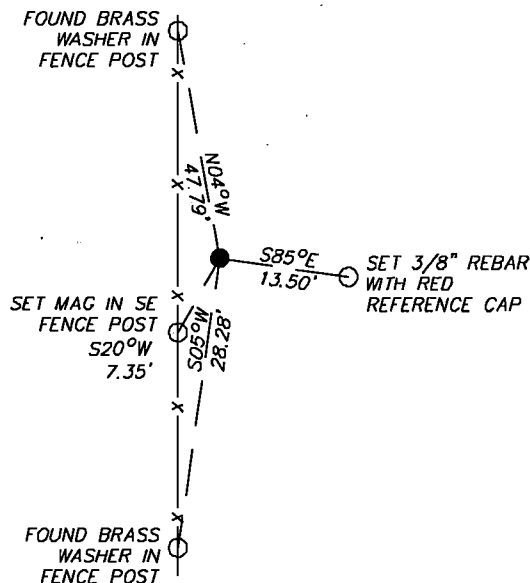 FOUND BRASS
WASHER IN
FENCE POST
X
X
N04°W
47.79'
S85°E
13.50'
SET 3/8" REBAR
WITH RED
REFERENCE CAP
X
SET MAG IN SE
FENCE POST
S20°W
7.35'
S05°W
28.28'
X
X
FOUND BRASS
WASHER IN
FENCE POST